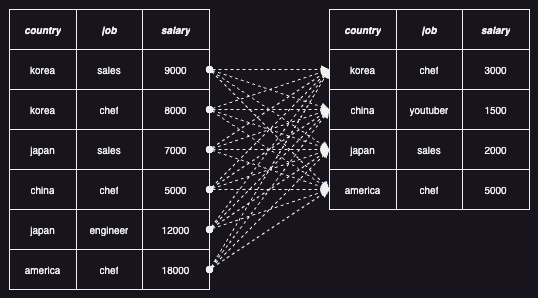 country job salary
korea sales 9000
korea chef 8000
japan sales 7000
china chef 5000
japan engineer 12000
america chef 18000
country job salary
korea chef 3000
china youtuber 1500
japan sales 2000
america chef 5000